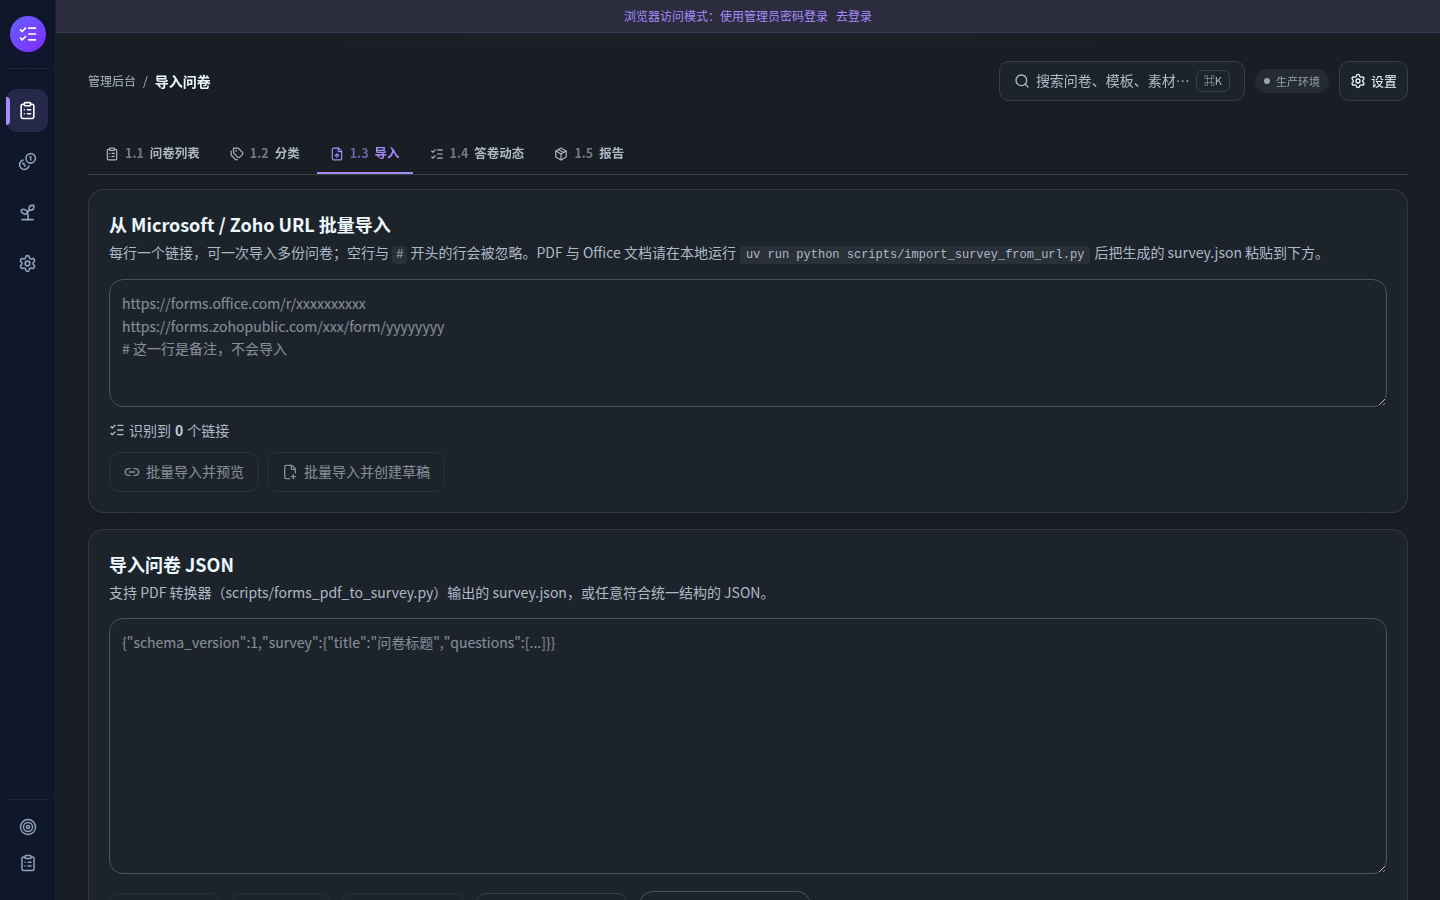 浏览器访问模式：使用管理员密码登录 去登录
管理后台 / 导入问卷
搜索问卷、模板、素材… ⌘K
生产环境
设置
1.1 问卷列表
1.2 分类
1.3 导入
1.4 答卷动态
1.5 报告
从 Microsoft / Zoho URL 批量导入
每行一个链接，可一次导入多份问卷；空行与 # 开头的行会被忽略。PDF 与 Office 文档请在本地运行 uv run python scripts/import_survey_from_url.py 后把生成的 survey.json 粘贴到下方。
https://forms.office.com/r/xxxxxxxxxx
https://forms.zohopublic.com/xxx/form/yyyyyyyy
# 这一行是备注，不会导入
识别到 0 个链接
批量导入并预览
批量导入并创建草稿
导入问卷 JSON
支持 PDF 转换器（scripts/forms_pdf_to_survey.py）输出的 survey.json，或任意符合统一结构的 JSON。
{"schema_version":1,"survey":{"title":"问卷标题","questions":[...]}}